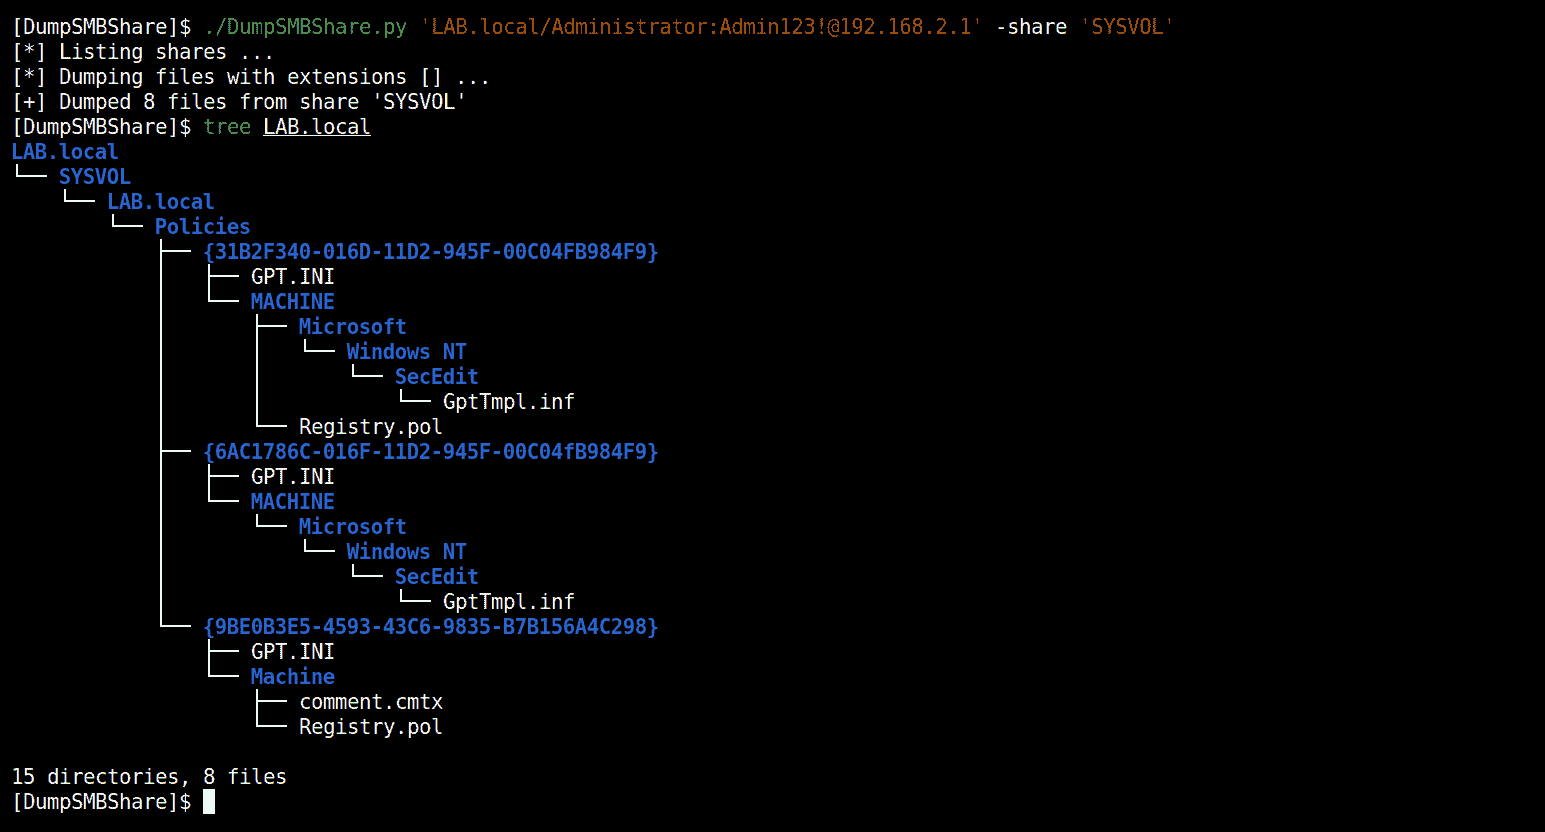 [DumpSMBShare]$ ./DumpSMBShare.py 'LAB.local/Administrator:Admin123!@192.168.2.1' -share 'SYSVOL'
[*] Listing shares ...
[*] Dumping files with extensions [] ...
[+] Dumped 8 files from share 'SYSVOL'
[DumpSMBShare]$ tree LAB.local
LAB.local
└── SYSVOL
    └── LAB.local
        └── Policies
            ├── {31B2F340-016D-11D2-945F-00C04FB984F9}
            │   ├── GPT.INI
            │   └── MACHINE
            │       ├── Microsoft
            │       │   └── Windows NT
            │       │       └── SecEdit
            │       │           └── GptTmpl.inf
            │       └── Registry.pol
            ├── {6AC1786C-016F-11D2-945F-00C04fB984F9}
            │   ├── GPT.INI
            │   └── MACHINE
            │       └── Microsoft
            │           └── Windows NT
            │               └── SecEdit
            │                   └── GptTmpl.inf
            └── {9BE0B3E5-4593-43C6-9835-B7B156A4C298}
                ├── GPT.INI
                └── Machine
                    ├── comment.cmtx
                    └── Registry.pol
15 directories, 8 files
[DumpSMBShare]$